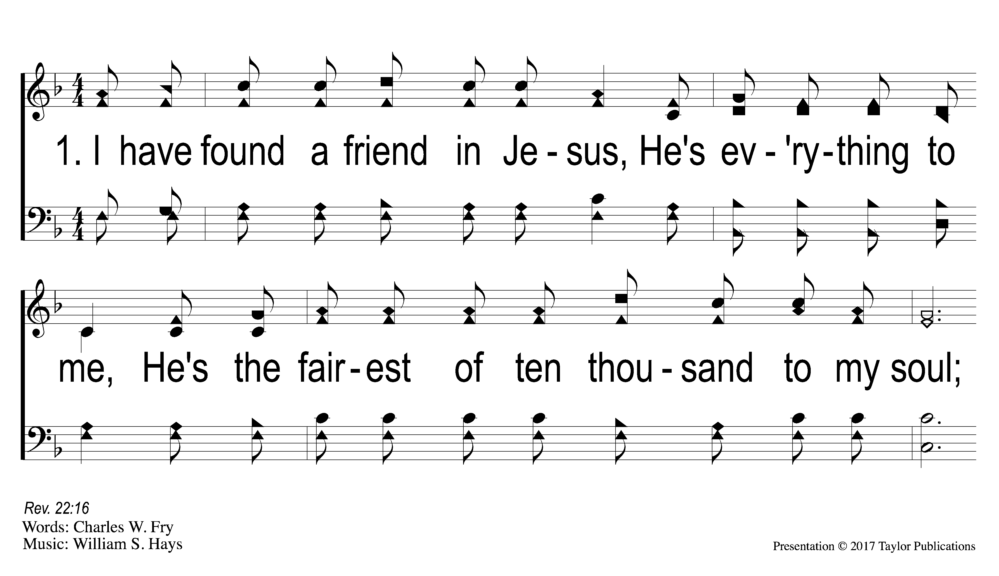 1. I have found a friend in Je - sus, He's ev - 'ry - thing to
me, He's the fair - est of ten thou - sand to my soul;
Rev. 22:16
Words: Charles W. Fry
Music: William S. Hays
Presentation © 2017 Taylor Publications